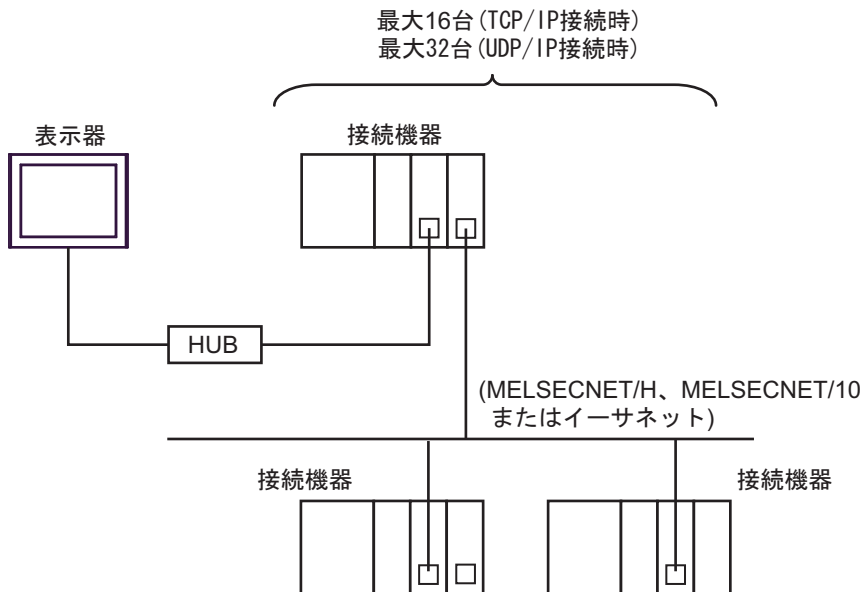 最大16台(TCP/IP接続時)
最大32台(UDP/IP接続時)
表示器
接続機器
HUB
(MELSECNET/H、MELSECNET/10
またはイーサネット)
接続機器
接続機器